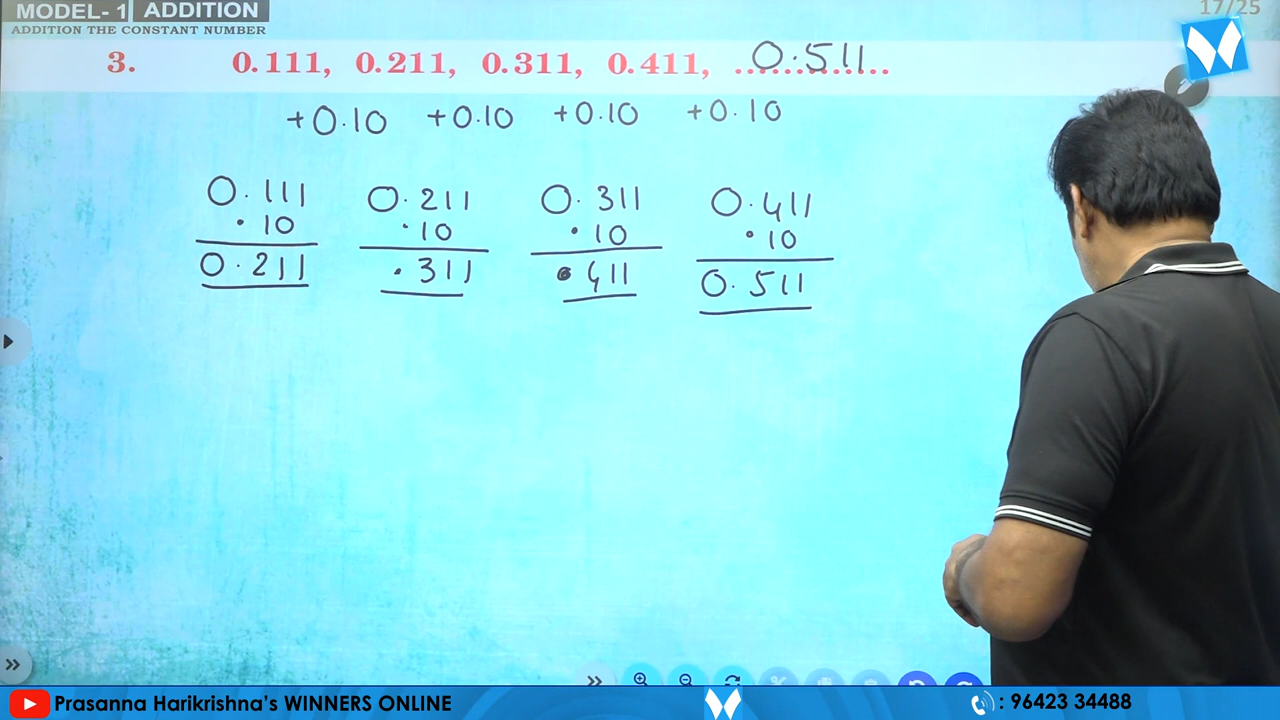 MODEL- 1 ADDITION
17/25
ADDITION THE CONSTANT NUMBER
3. 0.111, 0.211, 0.311, 0.411, ............. 0.511
+0.10 +0.10 +0.10 +0.10
0.111 0.211 0.311 0.411
.10 .10 .10 .10
0.211 .311 .411 0.511
Prasanna Harikrishna's WINNERS ONLINE
: 96423 34488